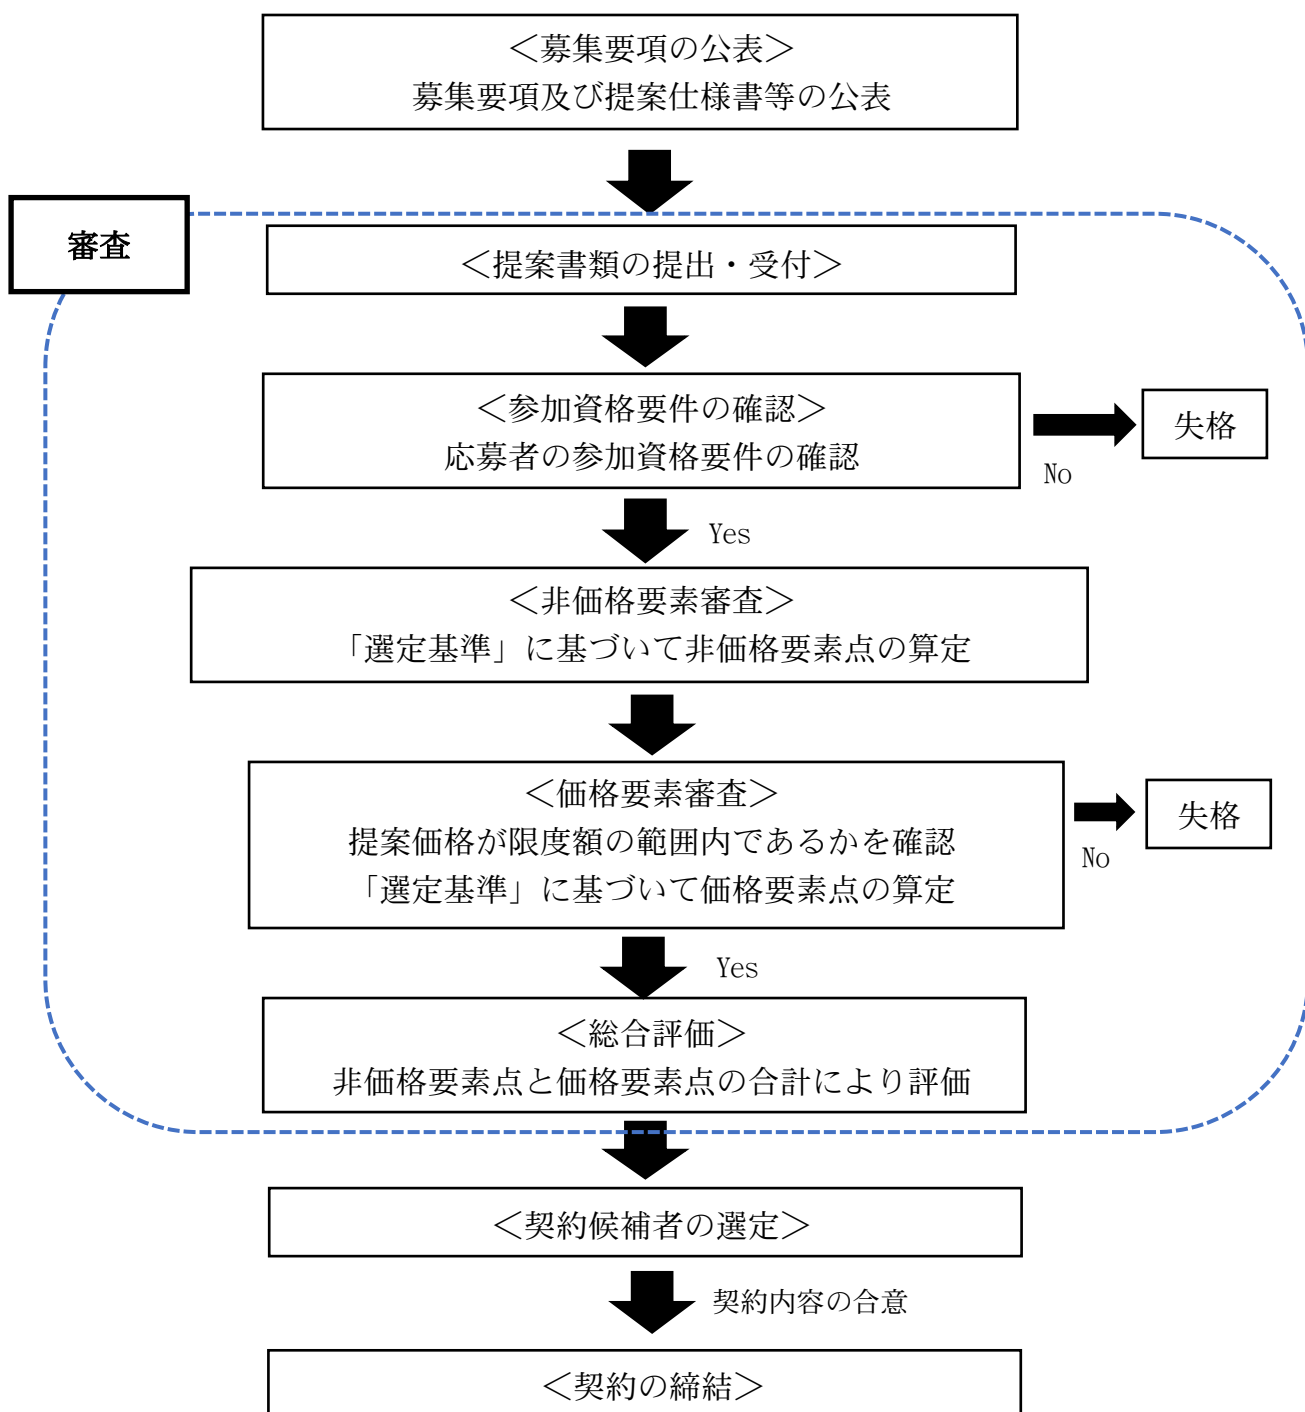 ＜募集要項の公表＞
募集要項及び提案仕様書等の公表
審査
＜提案書類の提出・受付＞
＜参加資格要件の確認＞
応募者の参加資格要件の確認
失格
No
Yes
＜非価格要素審査＞
「選定基準」に基づいて非価格要素点の算定
＜価格要素審査＞
提案価格が限度額の範囲内であるかを確認
「選定基準」に基づいて価格要素点の算定
失格
No
Yes
＜総合評価＞
非価格要素点と価格要素点の合計により評価
＜契約候補者の選定＞
契約内容の合意
＜契約の締結＞